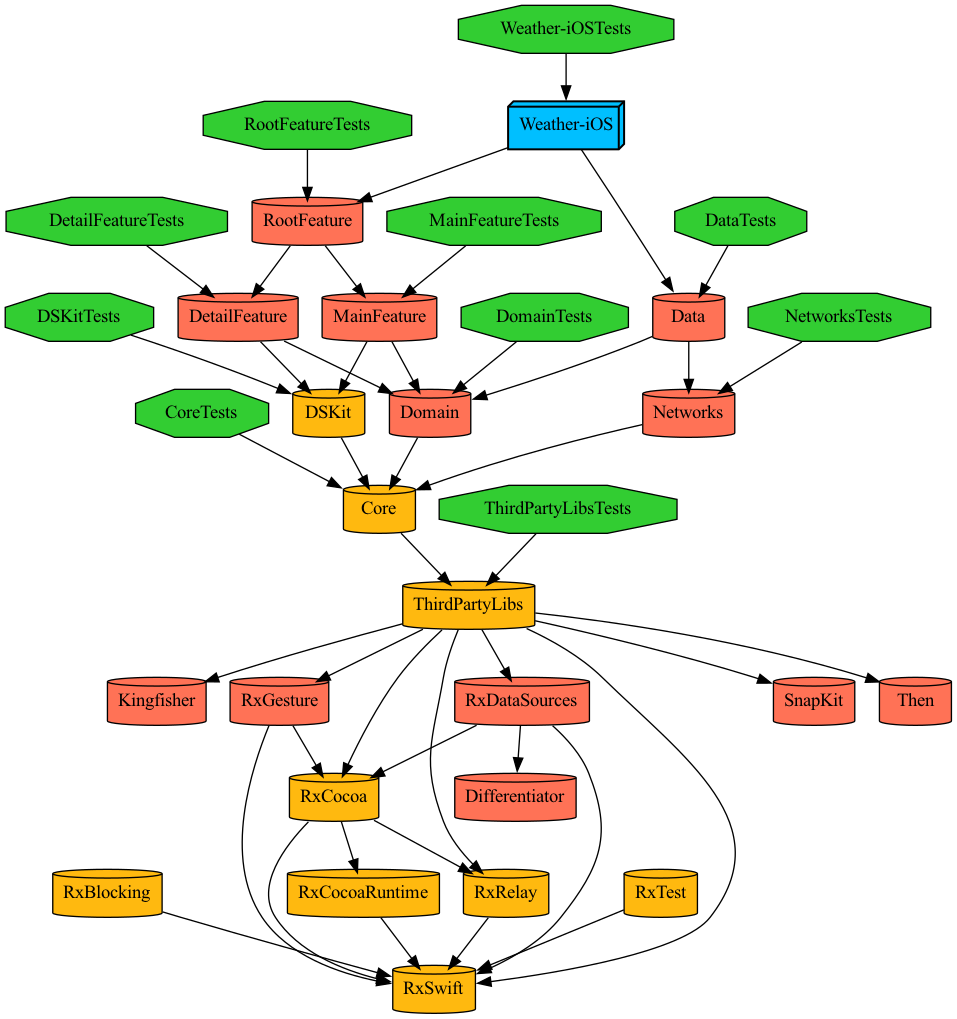 Weather-iOSTests
RootFeatureTests
Weather-iOS
DetailFeatureTests
RootFeature
MainFeatureTests
DataTests
DSKitTests
DetailFeature
MainFeature
DomainTests
Data
NetworksTests
CoreTests
DSKit
Domain
Networks
Core
ThirdPartyLibsTests
ThirdPartyLibs
Kingfisher
RxGesture
RxDataSources
SnapKit
Then
RxCocoa
Differentiator
RxBlocking
RxCocoaRuntime
RxRelay
RxTest
RxSwift